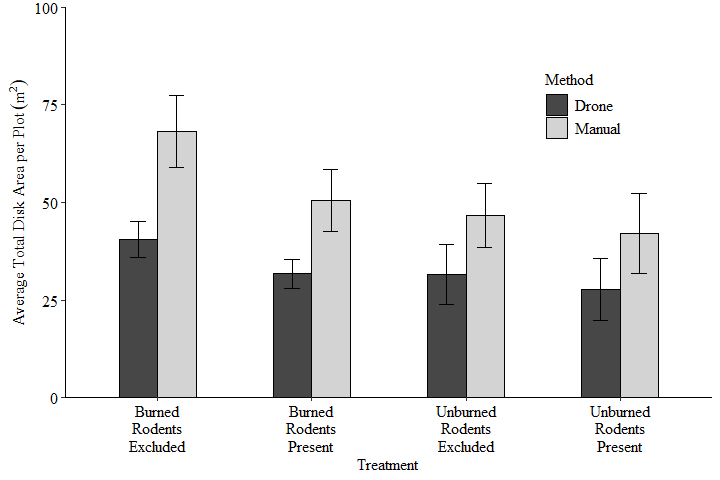 100
75
50
25
0
Average Total Disk Area per Plot (m²)
Method
Drone
Manual
Burned
Rodents
Excluded
Burned
Rodents
Present
Unburned
Rodents
Excluded
Unburned
Rodents
Present
Treatment